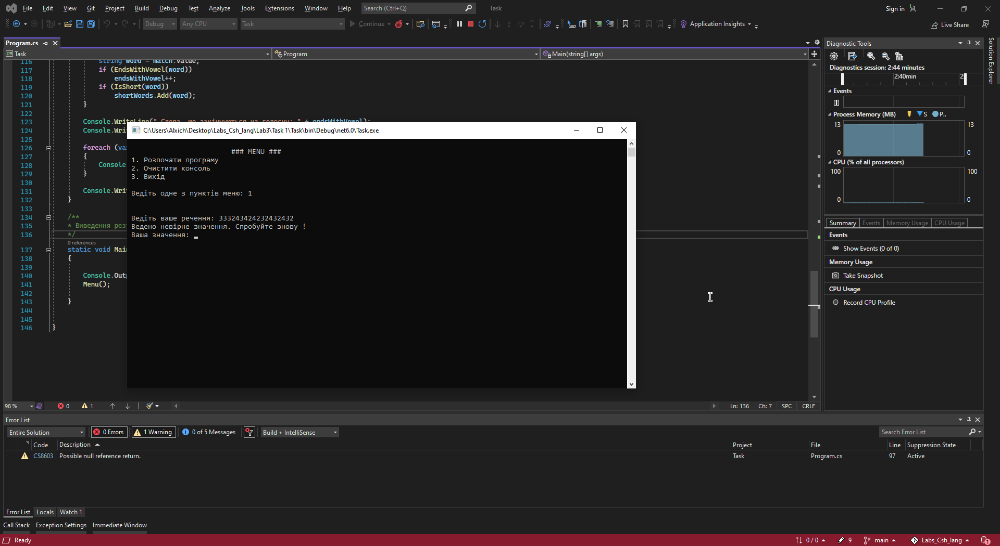 File Edit View Git Project Build Debug Test Analyze Tools Extensions Window Help Search (Ctrl+Q) Task Sign in
Debug Any CPU Task Continue Application Insights Live Share
Program.cs
Task Program Main(string[] args)
116 string word = match.Value;
117 if (EndsWithVowel(word))
118 endsWithVowel++;
119 if (IsShort(word))
120 shortWords.Add(word);
121 }
122
123 Console.WriteLine(" Слова, що закінчуються на голосну: " + endsWithVowel);
124 Console.Wri
125
126 foreach (va
127 {
128 Console
129 }
130
131 Console.Wri
132 }
133
134 /**
135 * Виведення рез
136 */
0 references
137 static void Mai
138 {
139
140 Console.Out
141 Menu();
142
143 }
144
145
146 }
C:\Users\Alxich\Desktop\Labs_Csh_lang\Lab3\Task 1\Task\bin\Debug\net6.0\Task.exe
### MENU ###
1. Розпочати програму
2. Очистити консоль
3. Вихід
Ведіть одне з пунктів меню: 1
Ведіть ваше речення: 333243424232432432
Ведено невірне значення. Спробуйте знову !
Ваша значення:
98 % 0 1 Ln: 136 Ch: 7 SPC CRLF
Diagnostic Tools
Diagnostics session: 2:44 minutes
2:40min
Events
Process Memory (MB) S P..
13 13
0 0
CPU (% of all processors)
100 100
0 0
Summary Events Memory Usage CPU Usage
Events
Show Events (0 of 0)
Memory Usage
Take Snapshot
CPU Usage
Record CPU Profile
Solution Explorer
Error List
Entire Solution 0 Errors 1 Warning 0 of 5 Messages Build + IntelliSense Search Error List
Code Description Project File Line Suppression State
CS8603 Possible null reference return. Task Program.cs 97 Active
Error List Locals Watch 1
Call Stack Exception Settings Immediate Window
Ready 0 / 0 9 main Labs_Csh_lang 1